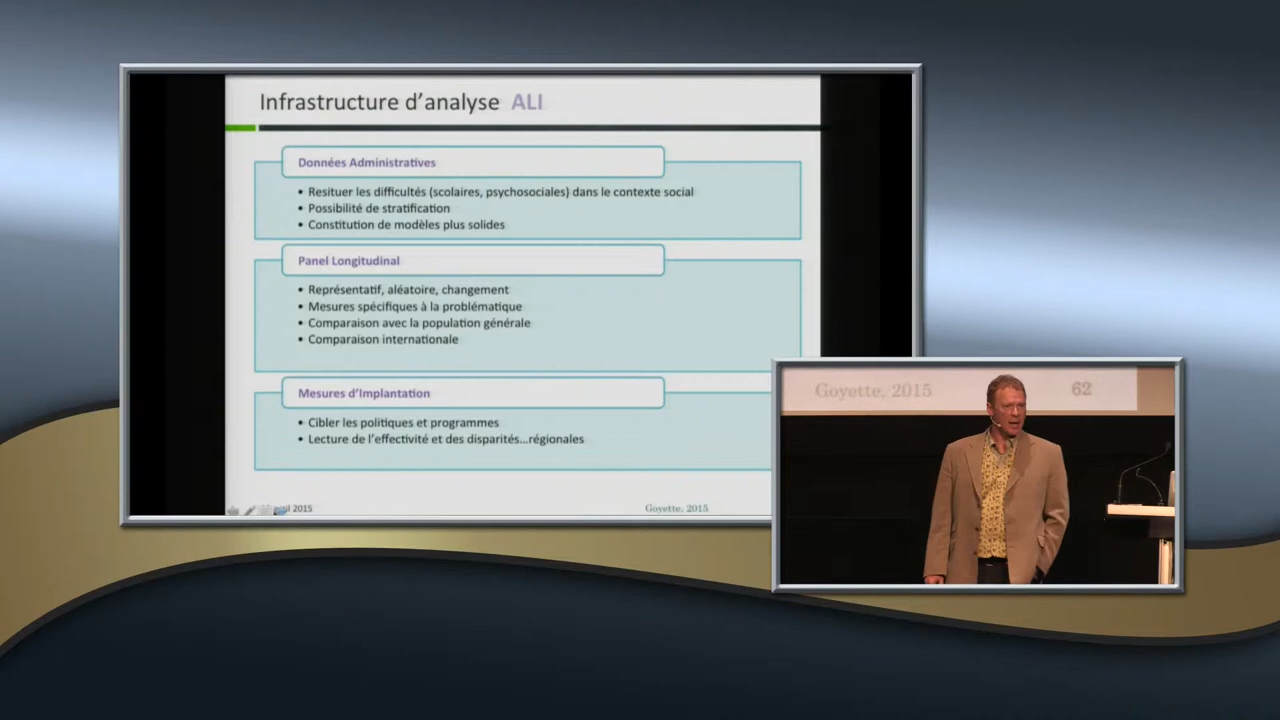 Infrastructure d’analyse ALI
Données Administratives
• Resituer les difficultés (scolaires, psychosociales) dans le contexte social
• Possibilité de stratification
• Constitution de modèles plus solides
Panel Longitudinal
• Représentatif, aléatoire, changement
• Mesures spécifiques à la problématique
• Comparaison avec la population générale
• Comparaison internationale
Mesures d’Implantation
• Cibler les politiques et programmes
• Lecture de l’effectivité et des disparités...régionales
2015
Goyette, 2015
Goyette, 2015 62